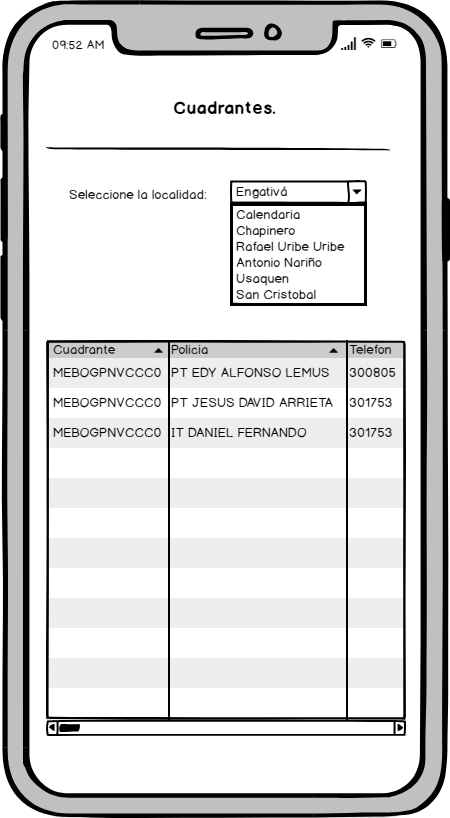 09:52 AM
Cuadrantes.
Seleccione la localidad:
Engativá
Calendaria
Chapinero
Rafael Uribe Uribe
Antonio Nariño
Usaquen
San Cristobal
Cuadrante Policia Telefon
MEBOGPNVCCC0 PT EDY ALFONSO LEMUS 300805
MEBOGPNVCCC0 PT JESUS DAVID ARRIETA 301753
MEBOGPNVCCC0 IT DANIEL FERNANDO 301753